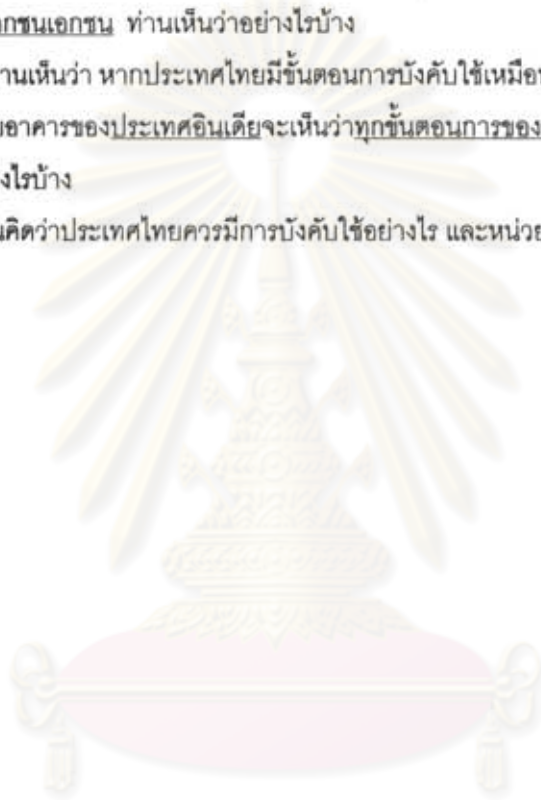 กชนเอกชน ท่านเห็นว่าอย่างไรบ้าง
านเห็นว่า หากประเทศไทยมีขั้นตอนการบังคับใช้เหมือน
อาคารของประเทศอินเดียจะเห็นว่าทุกขั้นตอนการของ
งไรบ้าง
คิดว่าประเทศไทยควรมีการบังคับใช้อย่างไร และหน่วย